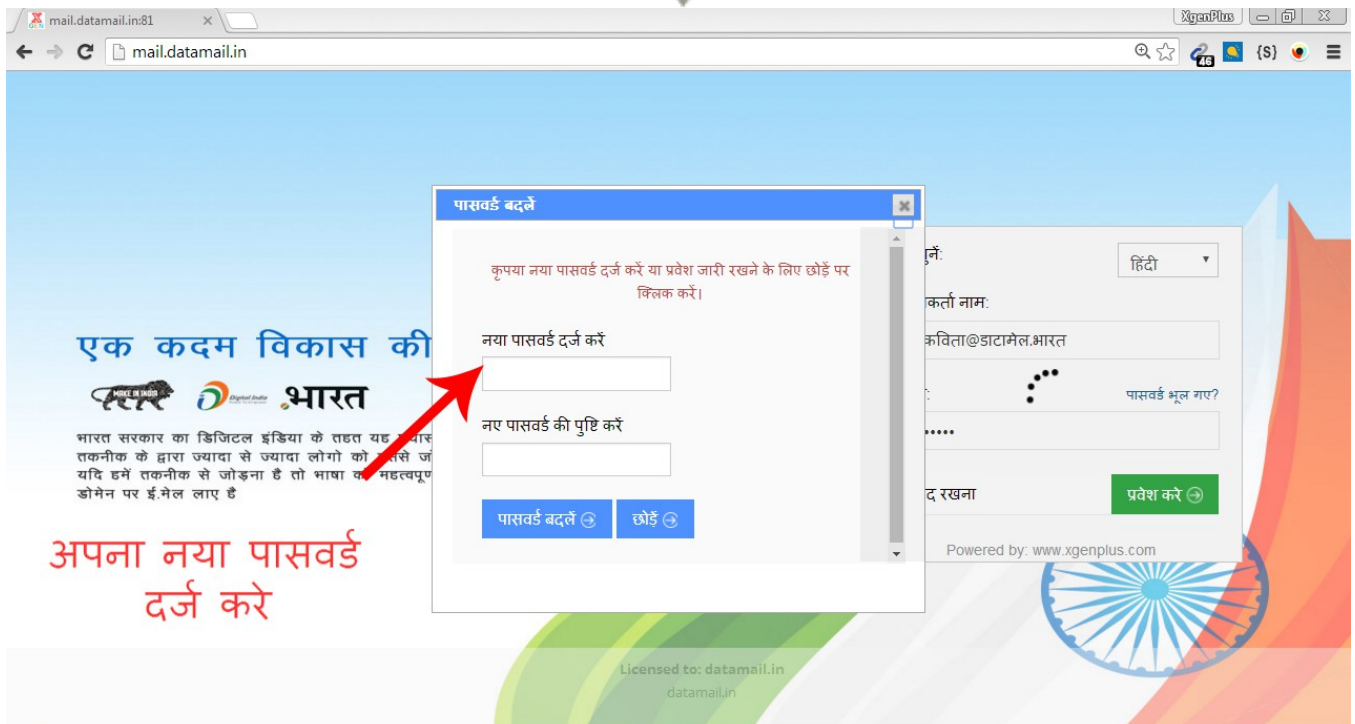 mail.datamail.in:81
XgenPlus
mail.datamail.in
46
{S}
पासवर्ड बदलें
कृपया नया पासवर्ड दर्ज करें या प्रवेश जारी रखने के लिए छोड़ें पर
क्लिक करें|
नया पासवर्ड दर्ज करें
नए पासवर्ड की पुष्टि करें
पासवर्ड बदलें
छोड़ें
हिंदी
नाम:
कविता@डाटामेल.भारत
पासवर्ड भूल गए?
रखना
प्रवेश करे
Powered by: www.xgenplus.com
एक कदम विकास की
MAKE IN INDIA
Digital India
.भारत
भारत सरकार का डिजिटल इंडिया के तहत यह
तकनीक के द्वारा ज्यादा से ज्यादा लोगो को
यदि हमें तकनीक से जोड़ना है तो भाषा
डोमेन पर ई.मेल लाए है
अपना नया पासवर्ड
दर्ज करे
Licensed to: datamail.in
datamail.in